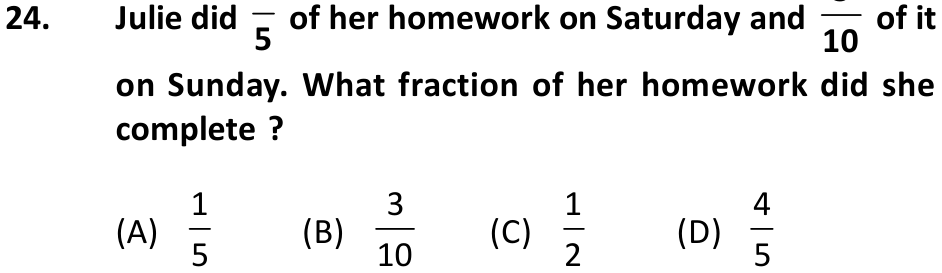 24. Julie did /5 of her homework on Saturday and /10 of it
on Sunday. What fraction of her homework did she
complete ?
(A) 1/5 (B) 3/10 (C) 1/2 (D) 4/5